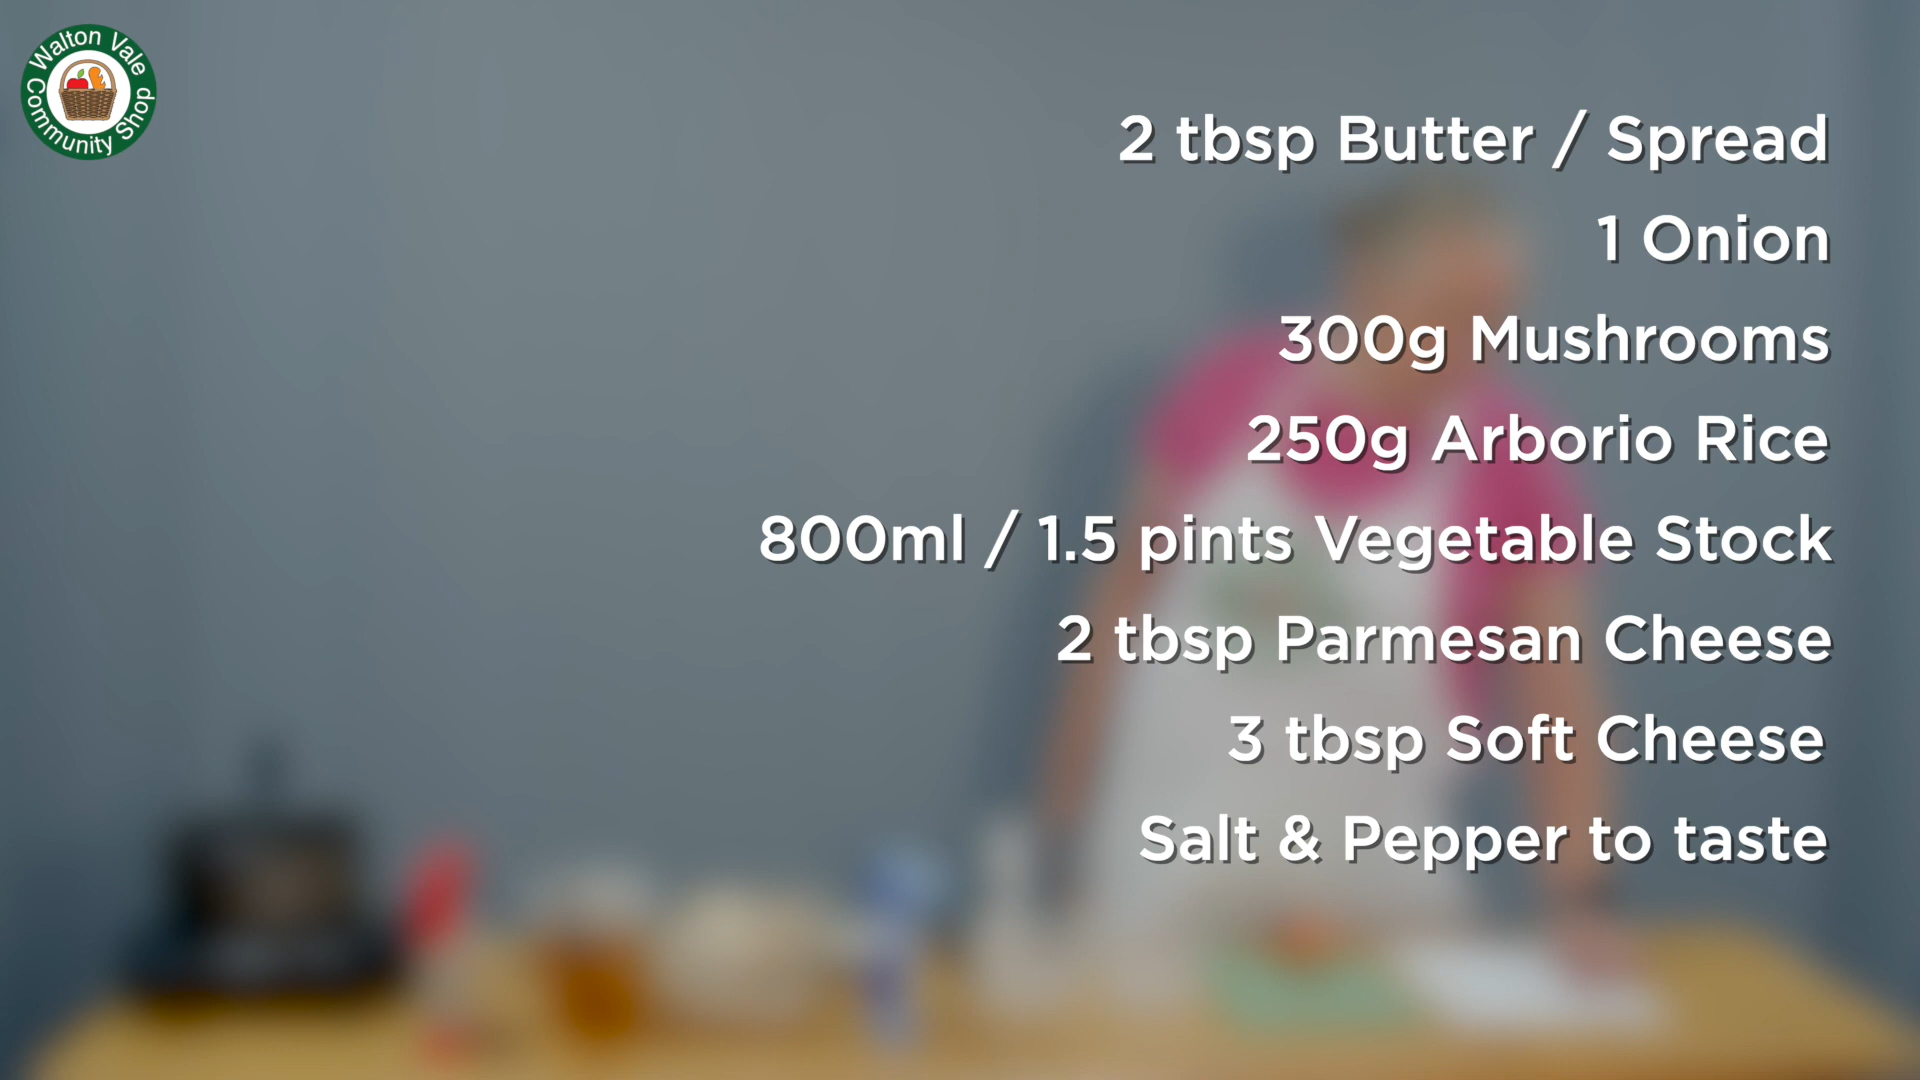 Walton Vale
Community Shop
2 tbsp Butter / Spread
1 Onion
300g Mushrooms
250g Arborio Rice
800ml / 1.5 pints Vegetable Stock
2 tbsp Parmesan Cheese
3 tbsp Soft Cheese
Salt & Pepper to taste